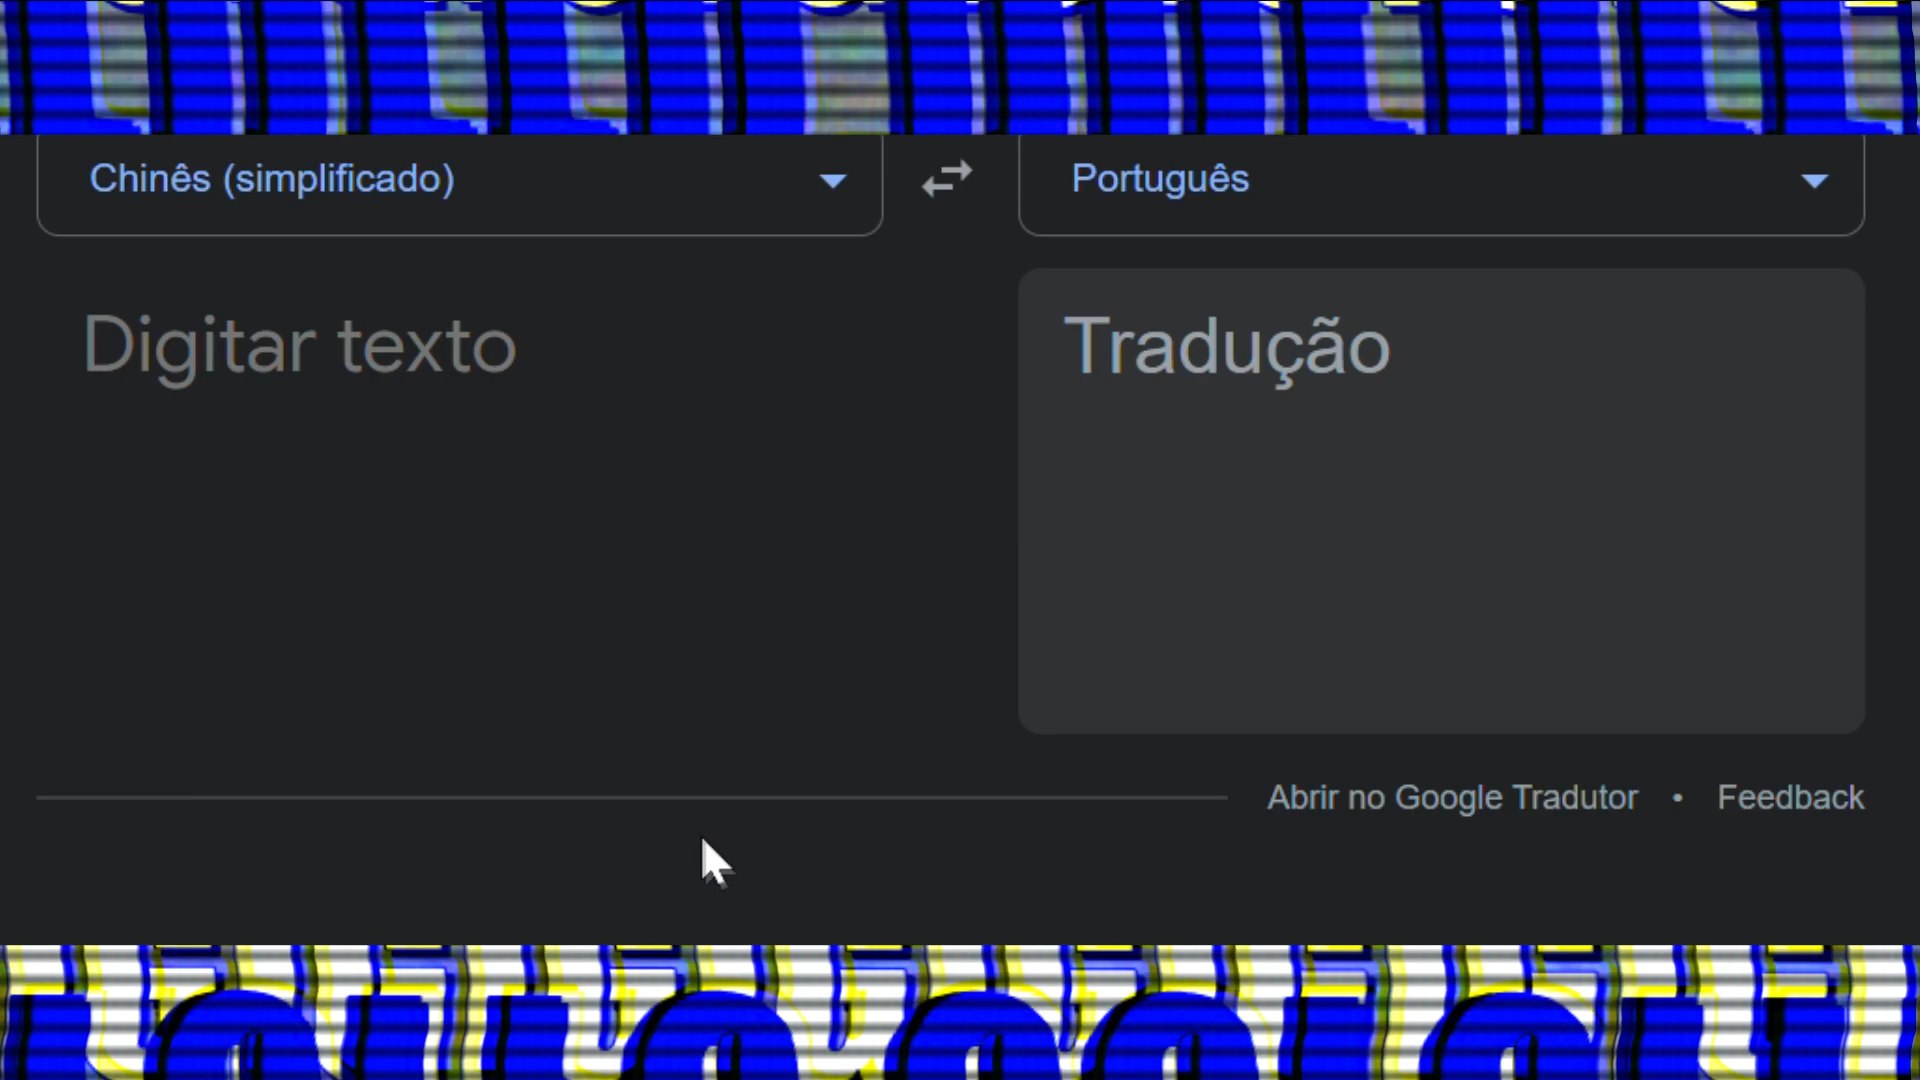 Chinês (simplificado)
Português
Digitar texto
Tradução
Abrir no Google Tradutor • Feedback